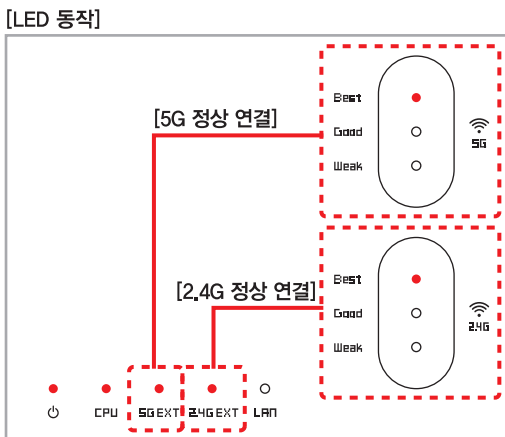 [LED 동작]
Best
[5G 정상 연결]
Good
5G
Weak
Best
[2.4G 정상 연결]
Good
2.4G
Weak
CPU 5G EXT 2.4G EXT LAN